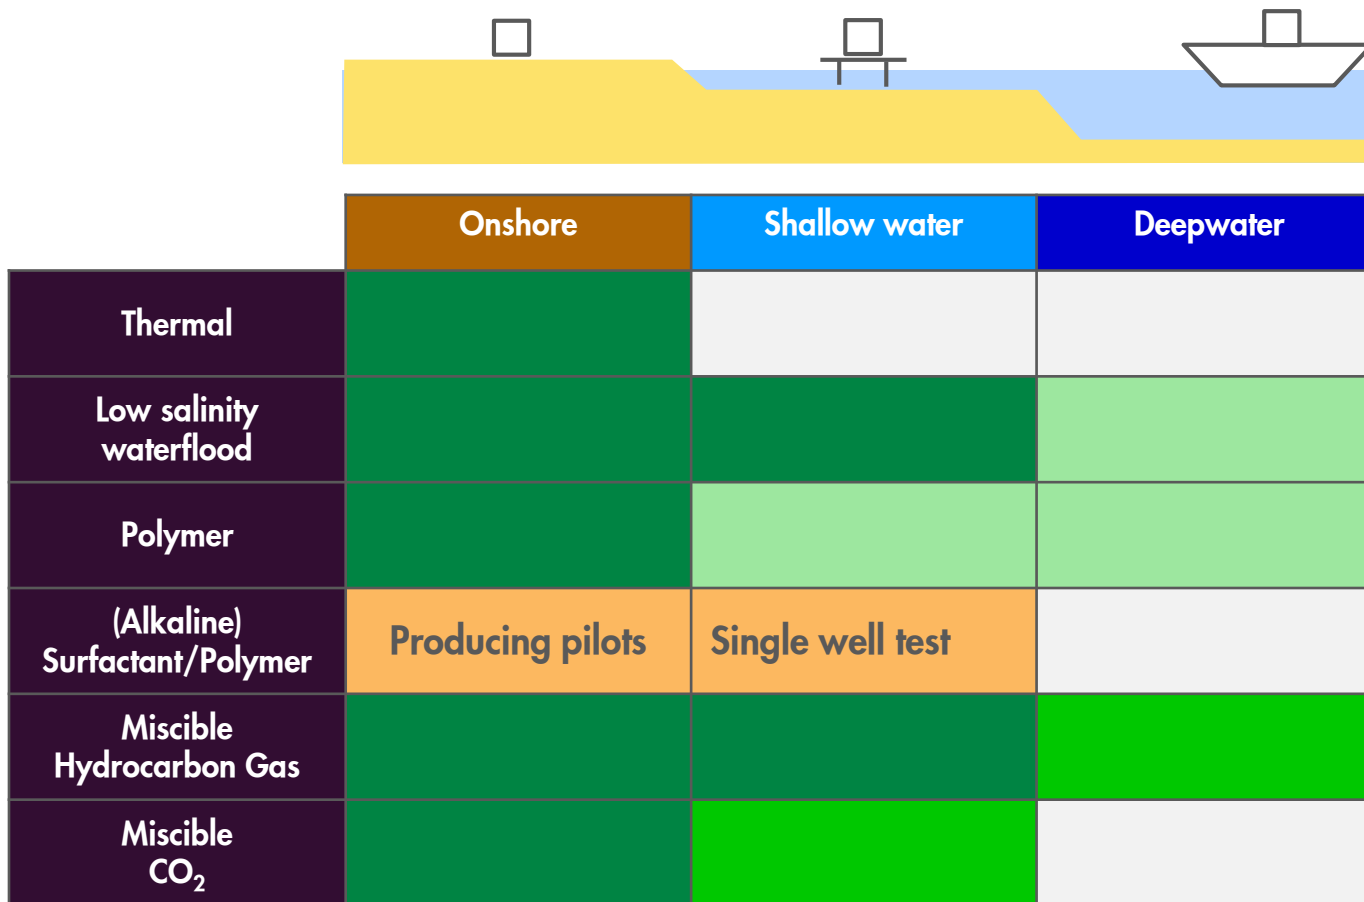 Onshore
Shallow water
Deepwater
Thermal
Low salinity
waterflood
Polymer
(Alkaline)
Surfactant/Polymer
Producing pilots
Single well test
Miscible
Hydrocarbon Gas
Miscible
CO₂